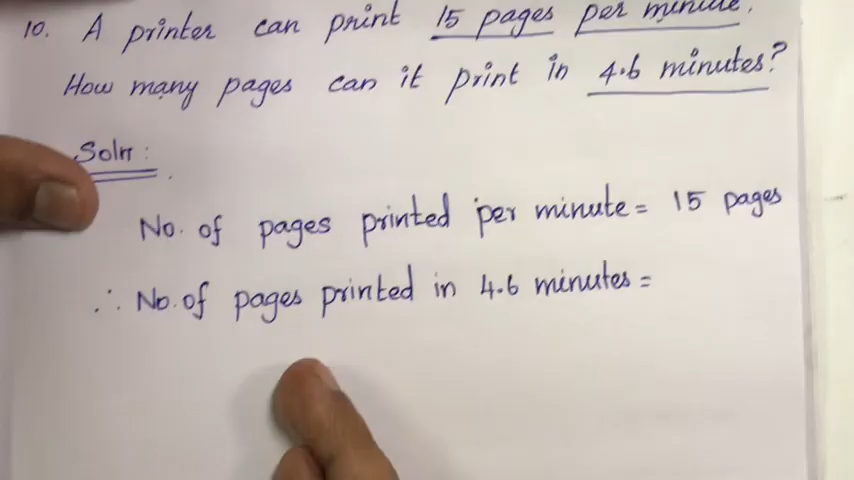 10. A printer can print 15 pages per minute.
How many pages can it print in 4.6 minutes?
Soln:
No. of pages printed per minute = 15 pages
∴ No. of pages printed in 4.6 minutes =